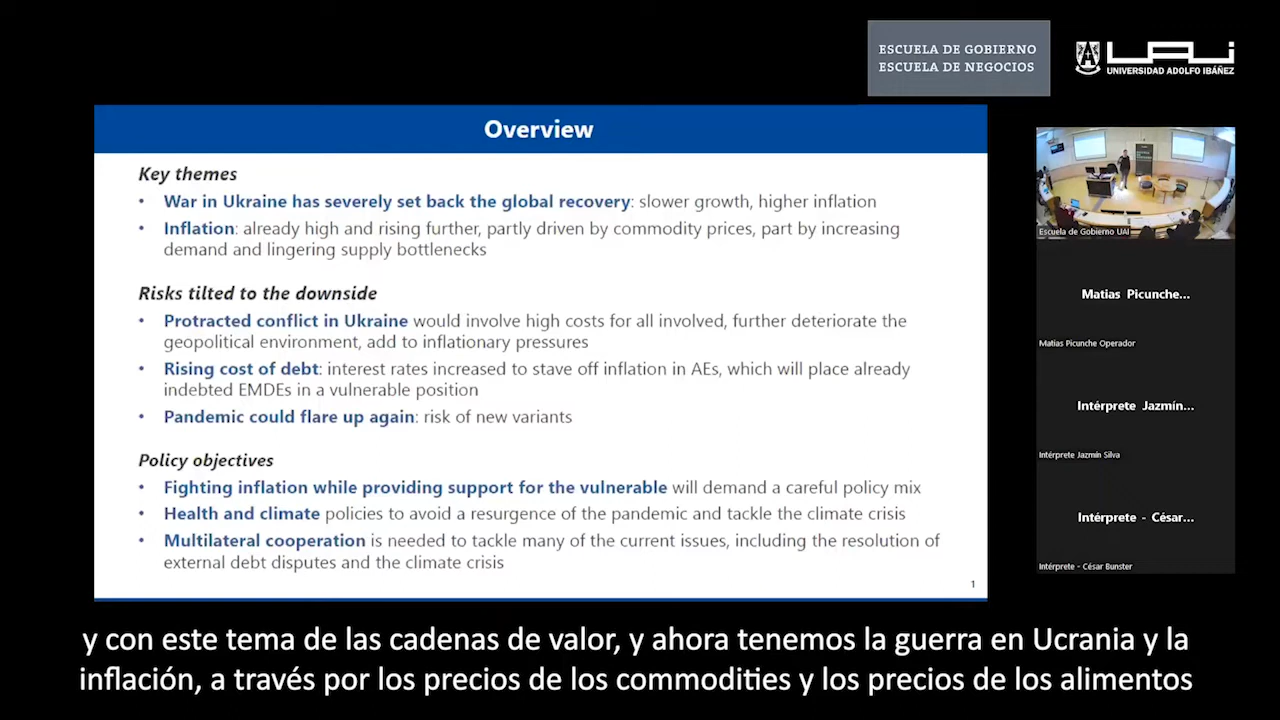 ESCUELA DE GOBIERNO
ESCUELA DE NEGOCIOS
UAI
UNIVERSIDAD ADOLFO IBÁÑEZ
Overview
Key themes
• War in Ukraine has severely set back the global recovery: slower growth, higher inflation
• Inflation: already high and rising further, partly driven by commodity prices, part by increasing
demand and lingering supply bottlenecks
Risks tilted to the downside
• Protracted conflict in Ukraine would involve high costs for all involved, further deteriorate the
geopolitical environment, add to inflationary pressures
• Rising cost of debt: interest rates increased to stave off inflation in AEs, which will place already
indebted EMDEs in a vulnerable position
• Pandemic could flare up again: risk of new variants
Policy objectives
• Fighting inflation while providing support for the vulnerable will demand a careful policy mix
• Health and climate policies to avoid a resurgence of the pandemic and tackle the climate crisis
• Multilateral cooperation is needed to tackle many of the current issues, including the resolution of
external debt disputes and the climate crisis
1
Escuela de Gobierno UAI
Matias Picunche...
Matias Picunche Operador
Intérprete Jazmín...
Intérprete Jazmín Silva
Intérprete - César...
Intérprete - César Bunster
y con este tema de las cadenas de valor, y ahora tenemos la guerra en Ucrania y la
inflación, a través por los precios de los commodities y los precios de los alimentos